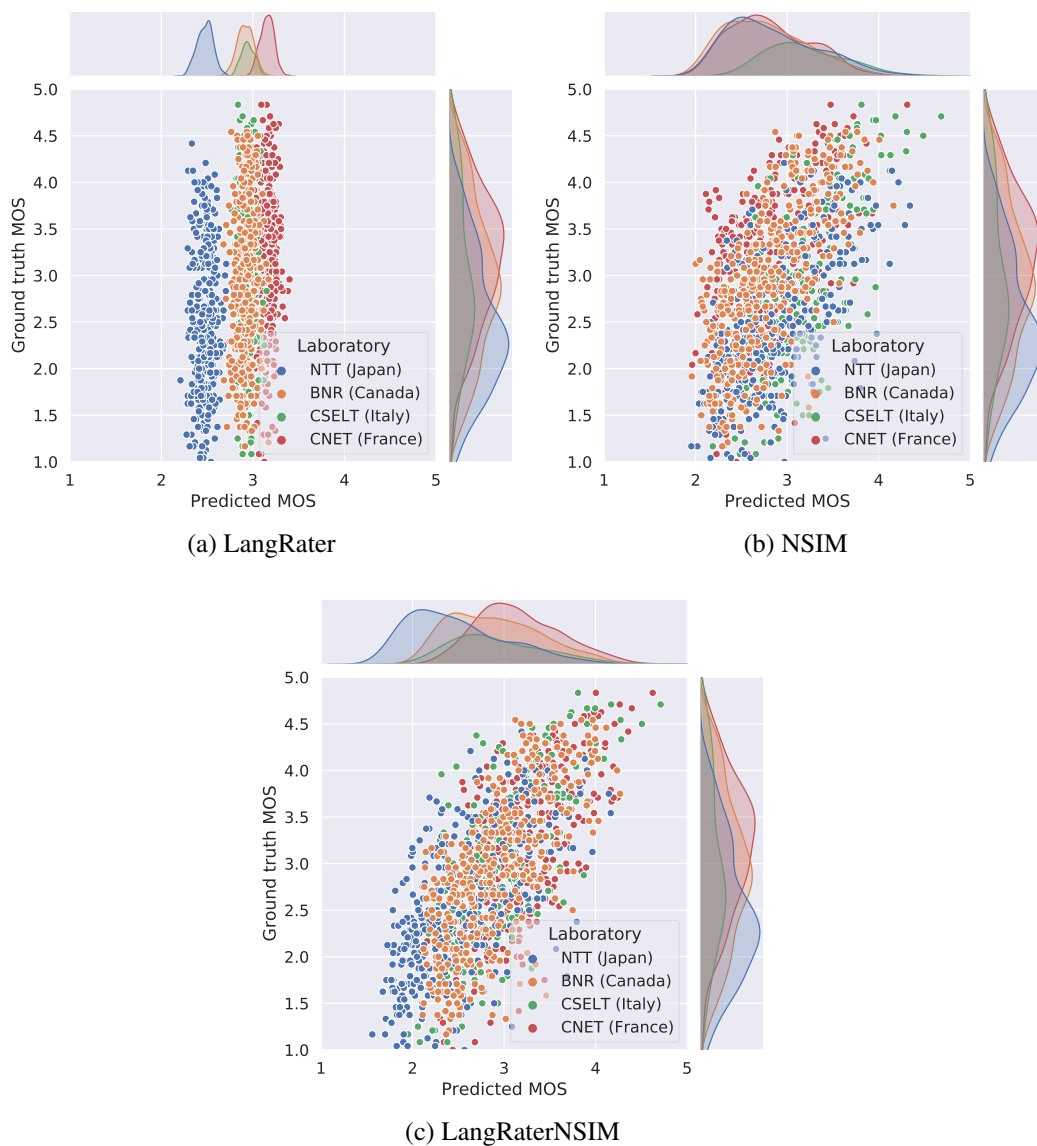 5.0
4.5
4.0
3.5
3.0
2.5
2.0
1.5
1.0
Ground truth MOS
Laboratory
NTT (Japan)
BNR (Canada)
CSELT (Italy)
CNET (France)
1 2 3 4 5
Predicted MOS
(a) LangRater
5.0
4.5
4.0
3.5
3.0
2.5
2.0
1.5
1.0
Ground truth MOS
Laboratory
NTT (Japan)
BNR (Canada)
CSELT (Italy)
CNET (France)
1 2 3 4 5
Predicted MOS
(b) NSIM
5.0
4.5
4.0
3.5
3.0
2.5
2.0
1.5
1.0
Ground truth MOS
Laboratory
NTT (Japan)
BNR (Canada)
CSELT (Italy)
CNET (France)
1 2 3 4 5
Predicted MOS
(c) LangRaterNSIM